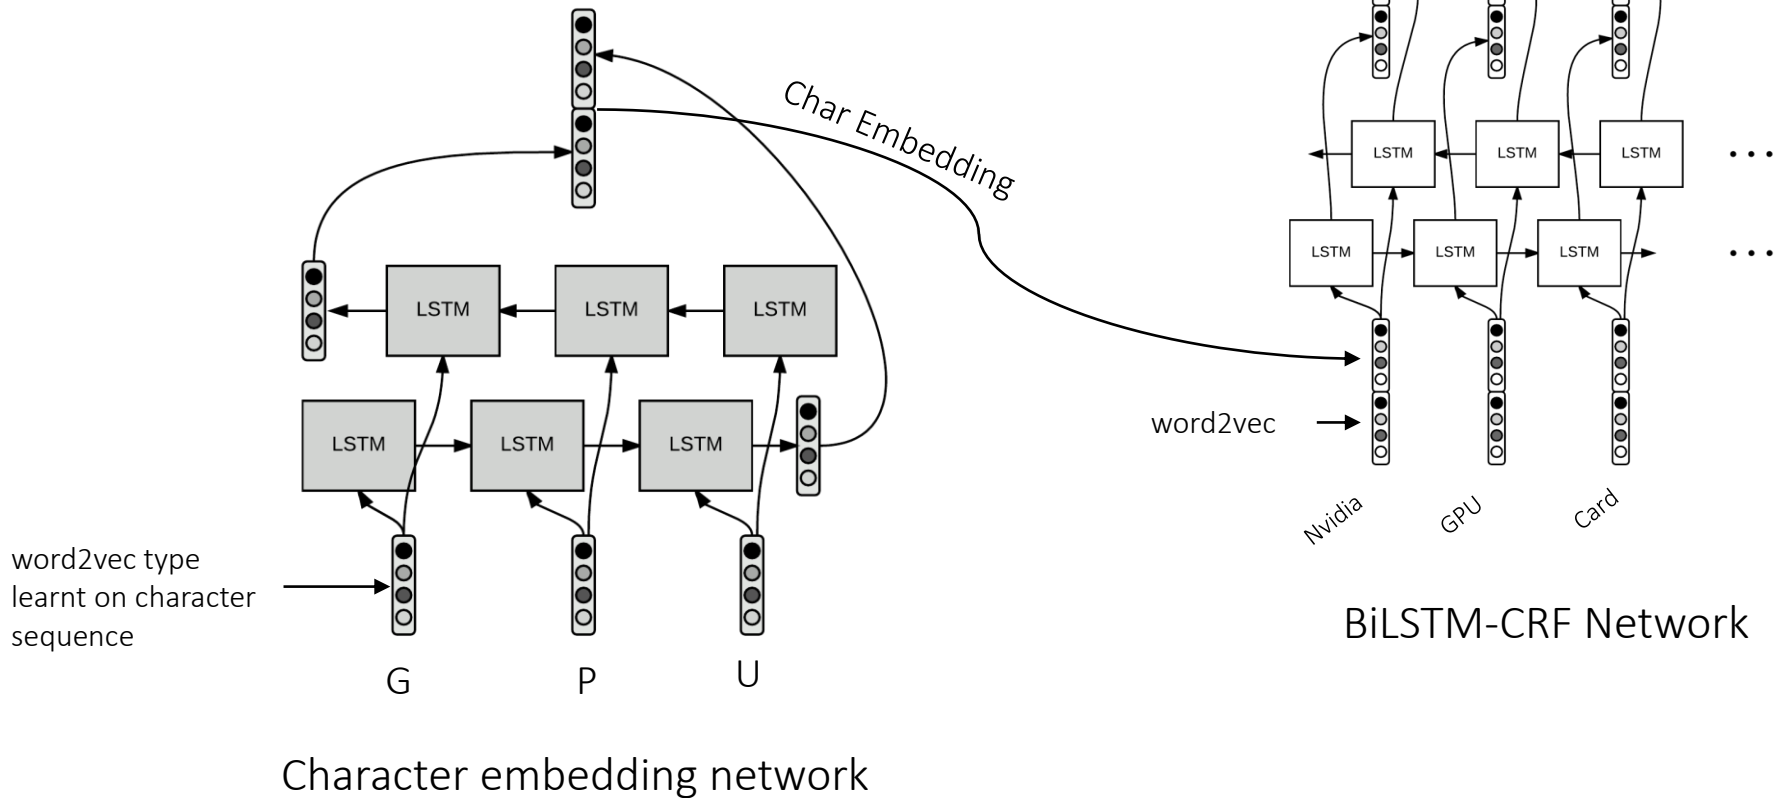 Char Embedding
LSTM LSTM LSTM
LSTM LSTM LSTM
word2vec type
learnt on character
sequence
G P U
Character embedding network
LSTM LSTM LSTM ...
LSTM LSTM LSTM ...
word2vec
Nvidia GPU Card
BiLSTM-CRF Network